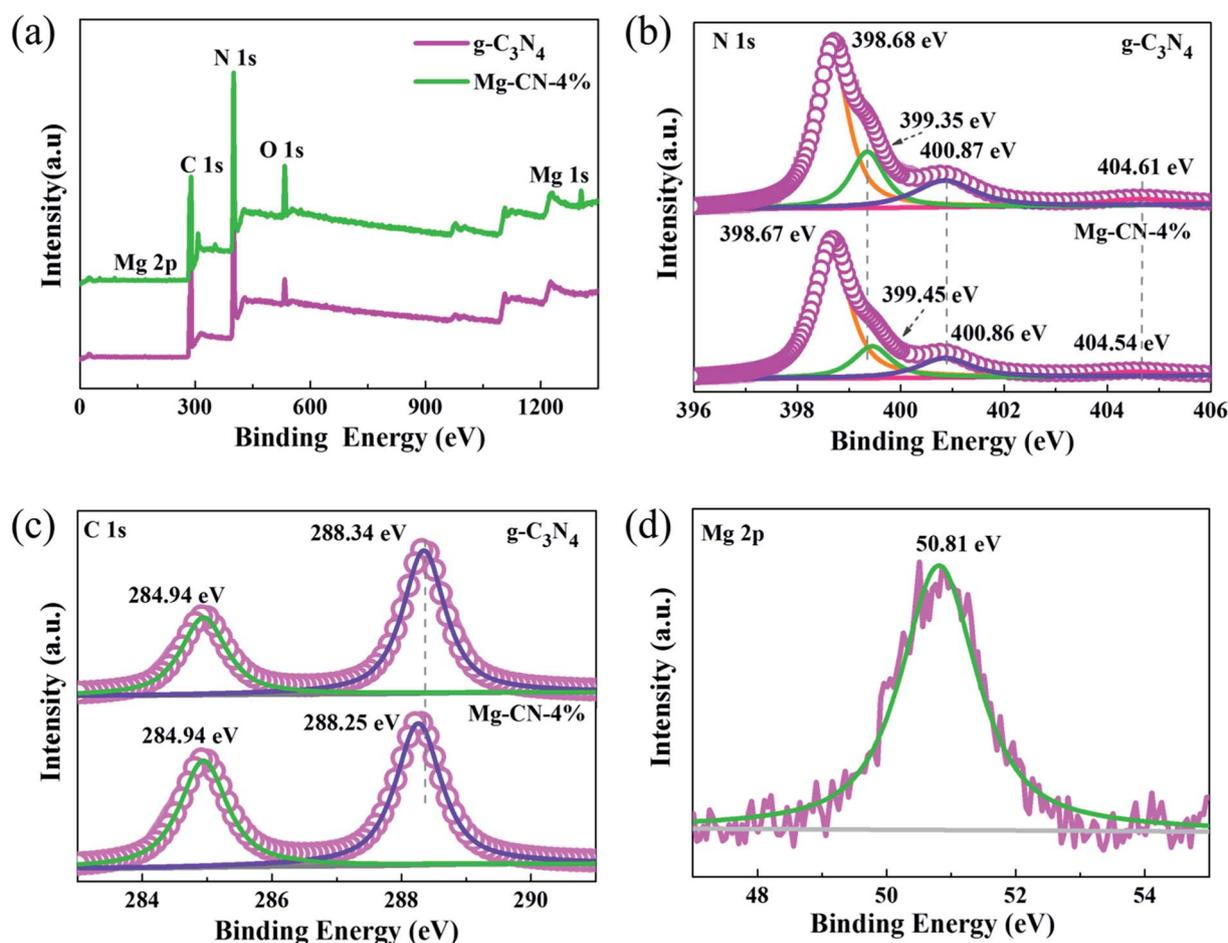 (a)
g-C3N4
Mg-CN-4%
N 1s
C 1s
O 1s
Mg 1s
Mg 2p
Intensity(a.u)
0 300 600 900 1200
Binding Energy (eV)
(b)
N 1s
g-C3N4
398.68 eV
399.35 eV
400.87 eV
404.61 eV
Mg-CN-4%
398.67 eV
399.45 eV
400.86 eV
404.54 eV
Intensity(a.u.)
396 398 400 402 404 406
Binding Energy (eV)
(c)
C 1s
g-C3N4
288.34 eV
284.94 eV
Mg-CN-4%
288.25 eV
284.94 eV
Intensity (a.u.)
284 286 288 290
Binding Energy (eV)
(d)
Mg 2p
50.81 eV
Intensity (a.u.)
48 50 52 54
Binding Energy (eV)